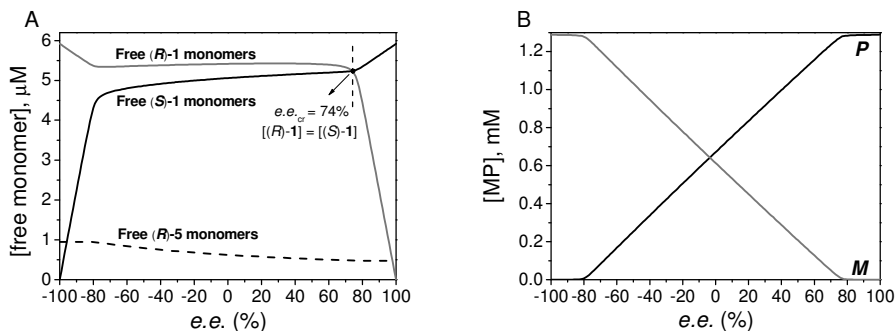 A
[free monomer], μM
6
5
4
3
2
1
0
Free (R)-1 monomers
Free (S)-1 monomers
e.e.cr = 74%
[(R)-1] = [(S)-1]
Free (R)-5 monomers
-100 -80 -60 -40 -20 0 20 40 60 80 100
e.e. (%)
B
[MP], mM
1.2
1.0
0.8
0.6
0.4
0.2
0.0
P
M
-100 -80 -60 -40 -20 0 20 40 60 80 100
e.e. (%)